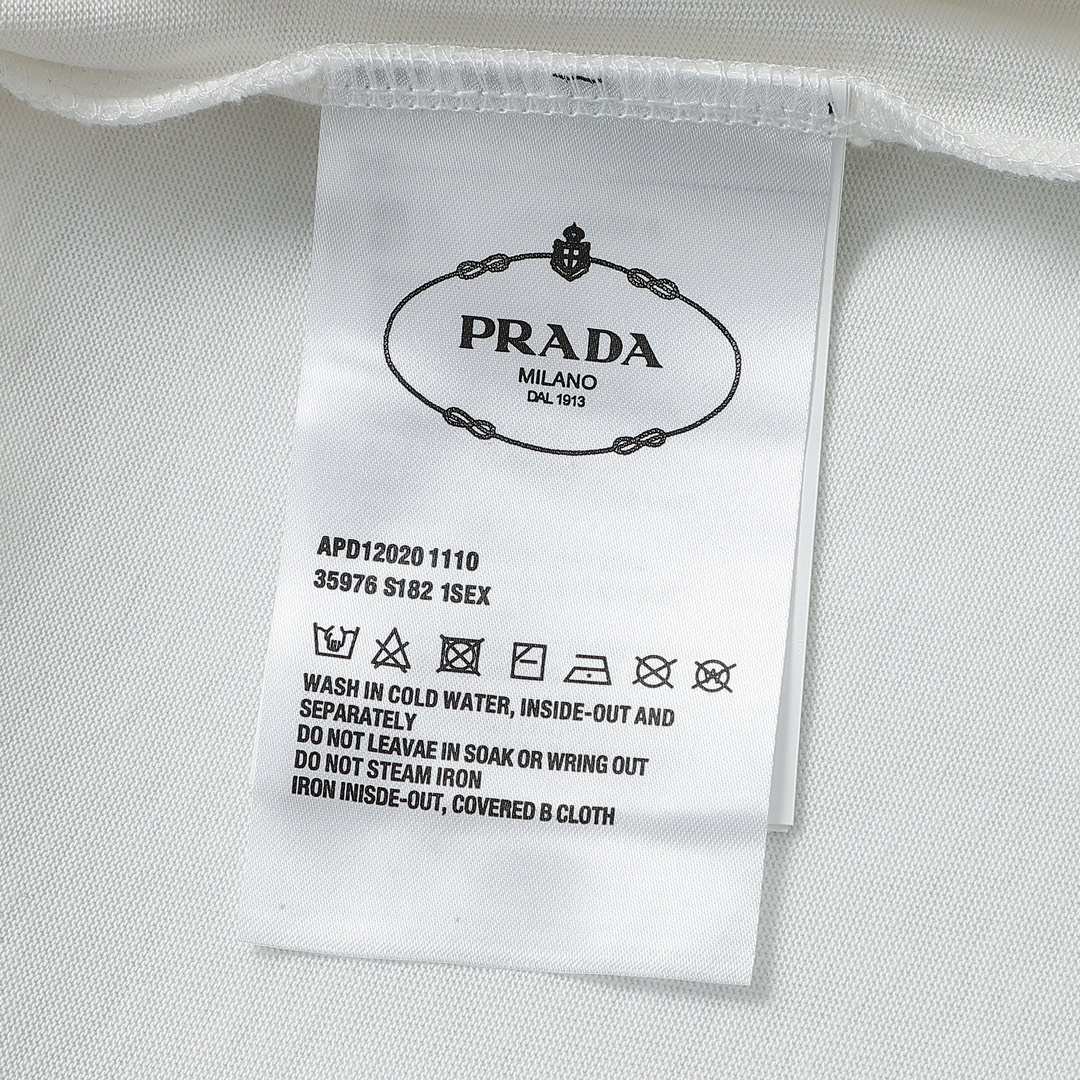 PRADA
MILANO
DAL 1913
APD12020 1110
35976 S182 1SEX
WASH IN COLD WATER, INSIDE-OUT AND
SEPARATELY
DO NOT LEAVAE IN SOAK OR WRING OUT
DO NOT STEAM IRON
IRON INISDE-OUT, COVERED B CLOTH